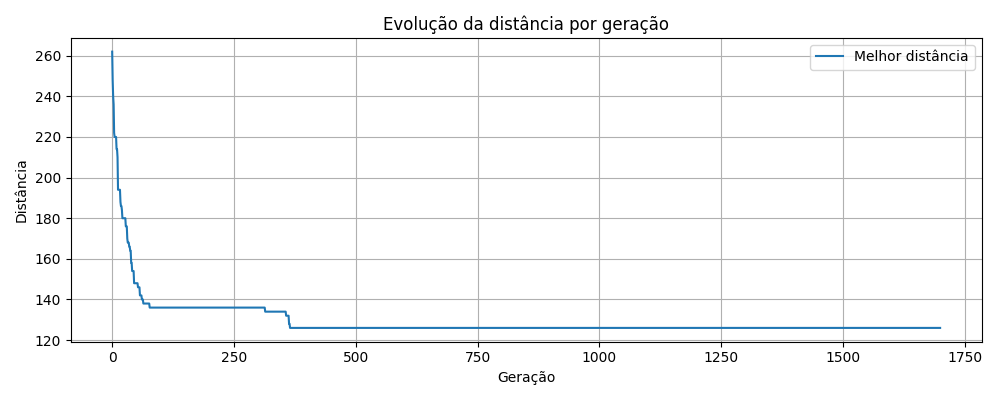 Evolução da distância por geração
Melhor distância
Distância
260
240
220
200
180
160
140
120
0 250 500 750 1000 1250 1500 1750
Geração